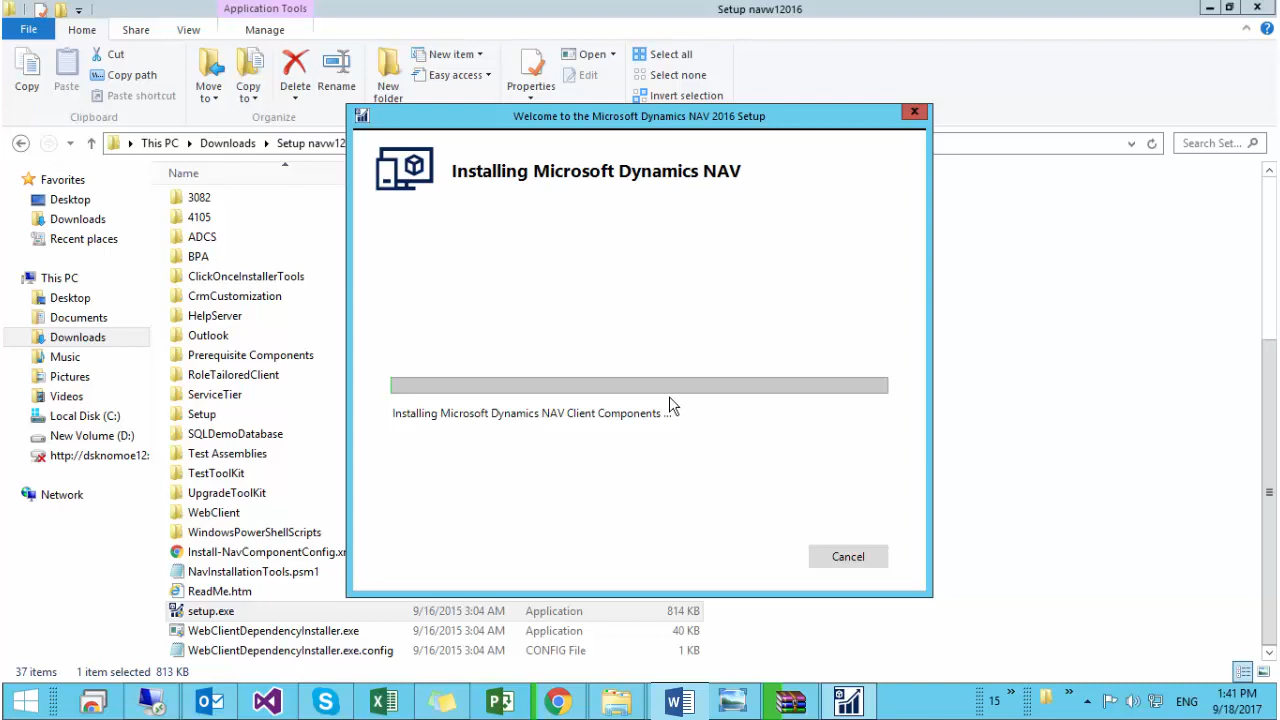 Application Tools
Setup navw12016
File
Home
Share
View
Manage
Copy
Paste
Cut
Copy path
Paste shortcut
Clipboard
Move to
Copy to
Delete
Rename
Organize
New folder
New item
Easy access
Properties
Open
Edit
Select all
Select none
Invert selection
This PC
Downloads
Setup navw12
Search Set...
Favorites
Desktop
Downloads
Recent places
This PC
Desktop
Documents
Downloads
Music
Pictures
Videos
Local Disk (C:)
New Volume (D:)
http://dsknomoe12:
Network
Name
3082
4105
ADCS
BPA
ClickOnceInstallerTools
CrmCustomization
HelpServer
Outlook
Prerequisite Components
RoleTailoredClient
ServiceTier
Setup
SQLDemoDatabase
Test Assemblies
TestToolKit
UpgradeToolKit
WebClient
WindowsPowerShellScripts
Install-NavComponentConfig.xm
NavInstallationTools.psm1
ReadMe.htm
setup.exe 9/16/2015 3:04 AM Application 814 KB
WebClientDependencyInstaller.exe 9/16/2015 3:04 AM Application 40 KB
WebClientDependencyInstaller.exe.config 9/16/2015 3:04 AM CONFIG File 1 KB
Welcome to the Microsoft Dynamics NAV 2016 Setup
Installing Microsoft Dynamics NAV
Installing Microsoft Dynamics NAV Client Components ...
Cancel
37 items 1 item selected 813 KB
15
ENG
1:41 PM
9/18/2017